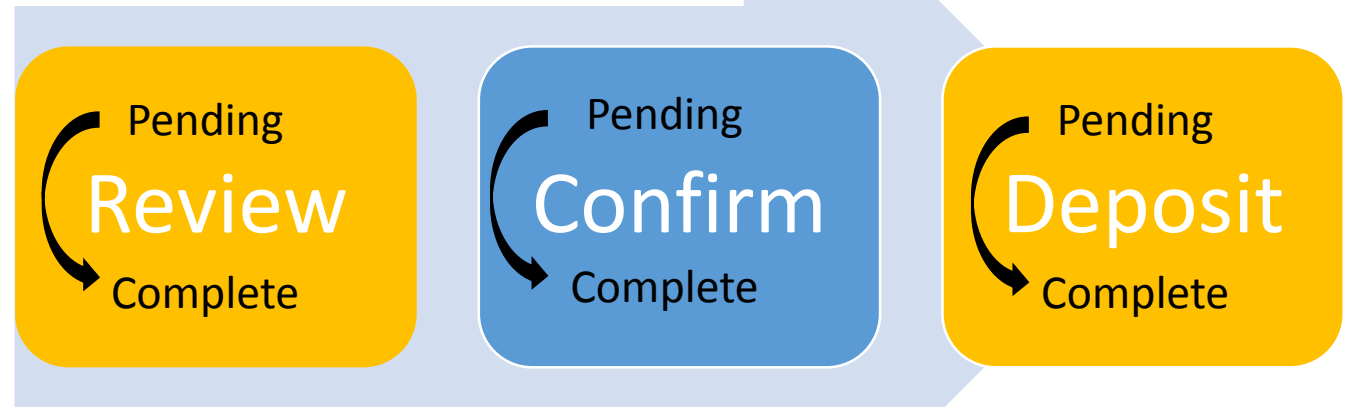 Pending
Review
Complete
Pending
Confirm
Complete
Pending
Deposit
Complete